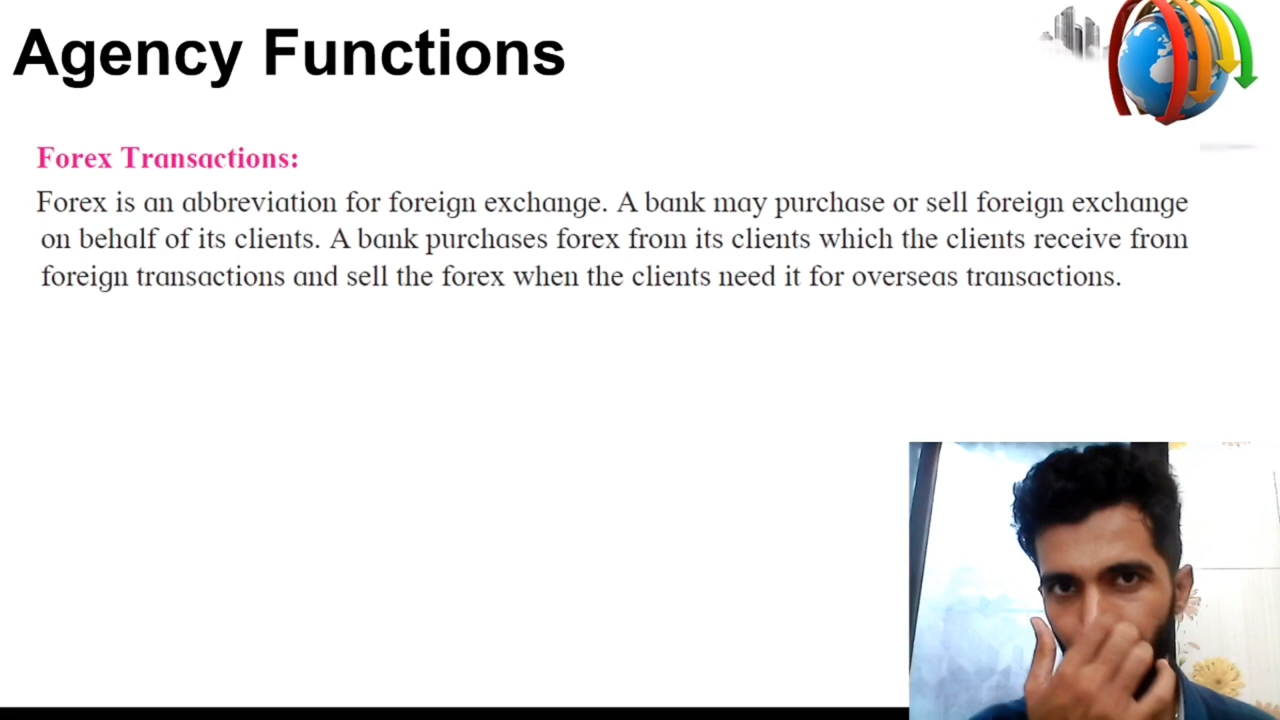 Agency Functions
Forex Transactions:
Forex is an abbreviation for foreign exchange. A bank may purchase or sell foreign exchange
on behalf of its clients. A bank purchases forex from its clients which the clients receive from
foreign transactions and sell the forex when the clients need it for overseas transactions.